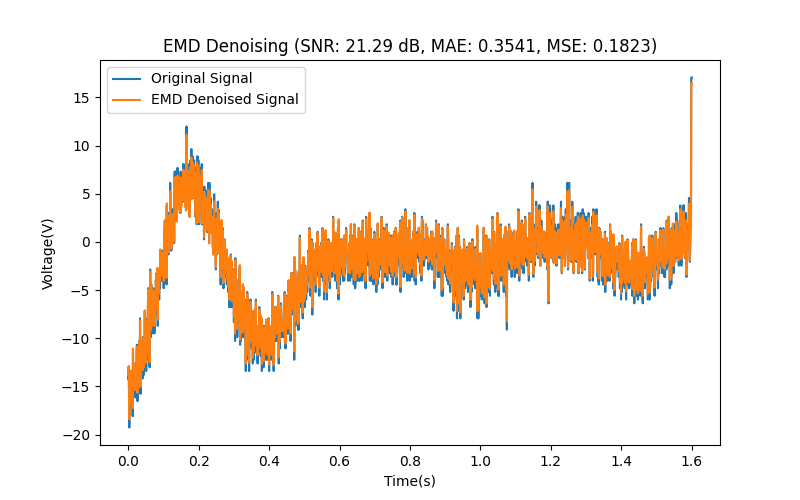 EMD Denoising (SNR: 21.29 dB, MAE: 0.3541, MSE: 0.1823)
Original Signal
EMD Denoised Signal
Voltage(V)
15
10
5
0
−5
−10
−15
−20
0.0 0.2 0.4 0.6 0.8 1.0 1.2 1.4 1.6
Time(s)